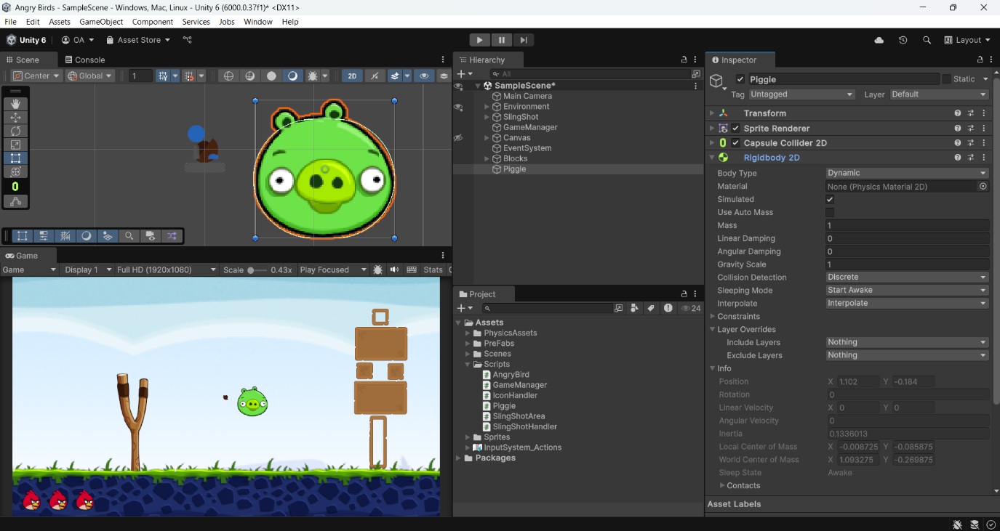 Angry Birds - SampleScene - Windows, Mac, Linux - Unity 6 (6000.0.37f1)* <DX11>
File Edit Assets GameObject Component Services Jobs Window Help
Unity 6 OA Asset Store Layout
Scene Console
Center Global 1 2D
Game
Game Display 1 Full HD (1920x1080) Scale 0.43x Play Focused Stats
Hierarchy
All
SampleScene*
Main Camera
Environment
SlingShot
GameManager
Canvas
EventSystem
Blocks
Piggie
Project
24
Assets
PhysicsAssets
PreFabs
Scenes
Scripts
AngryBird
GameManager
IconHandler
Piggie
SlingShotArea
SlingShotHandler
Sprites
InputSystem_Actions
Packages
Inspector
Piggie Static
Tag Untagged Layer Default
Transform
Sprite Renderer
Capsule Collider 2D
Rigidbody 2D
Body Type Dynamic
Material None (Physics Material 2D)
Simulated
Use Auto Mass
Mass 1
Linear Damping 0
Angular Damping 0
Gravity Scale 1
Collision Detection Discrete
Sleeping Mode Start Awake
Interpolate Interpolate
Constraints
Layer Overrides
Include Layers Nothing
Exclude Layers Nothing
Info
Position X 1.102 Y -0.184
Rotation 0
Linear Velocity X 0 Y 0
Angular Velocity 0
Inertia 0.1336013
Local Center of Mass X -0.008725 Y -0.085875
World Center of Mass X 1.093275 Y -0.269875
Sleep State Awake
Contacts
Asset Labels